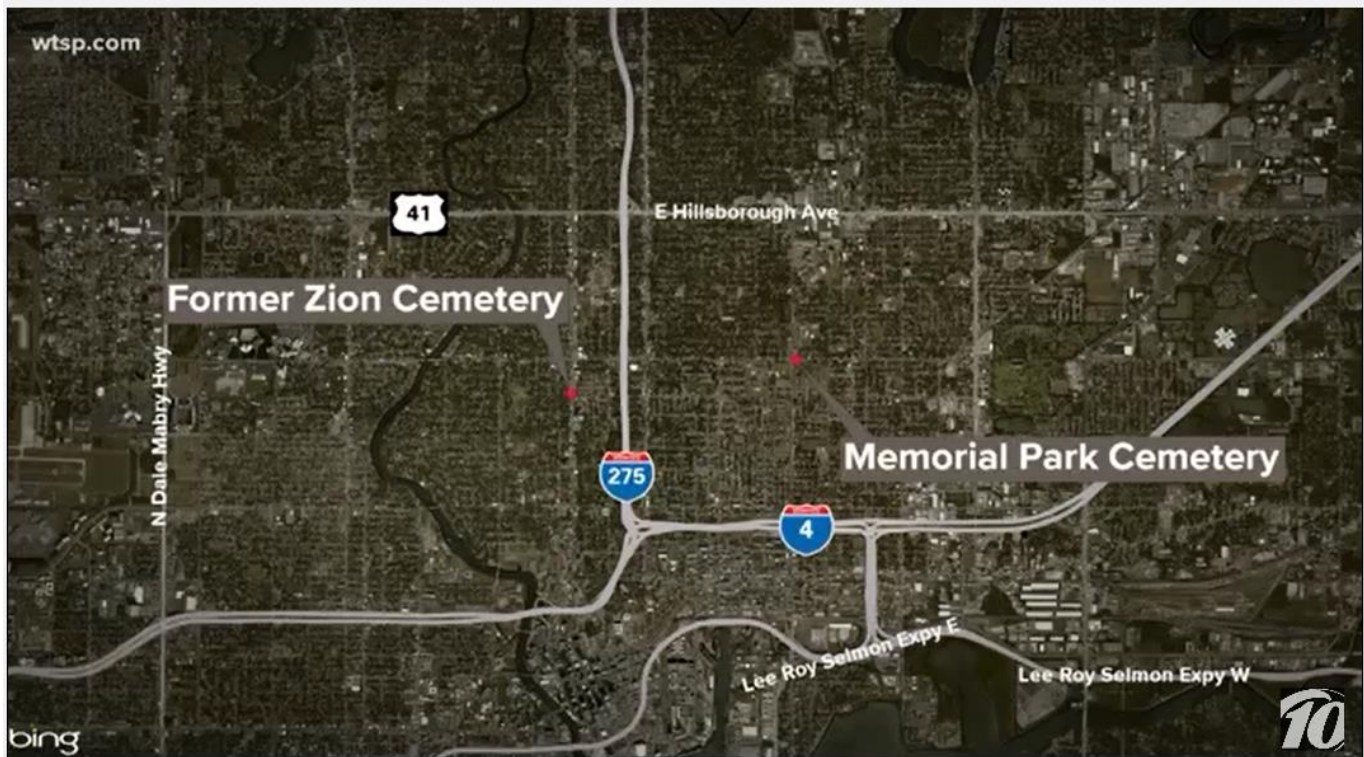 wtsp.com
41
E Hillsborough Ave
Former Zion Cemetery
N Dale Mabry Hwy
Memorial Park Cemetery
275
4
Lee Roy Selmon Expy E
Lee Roy Selmon Expy W
bing
10